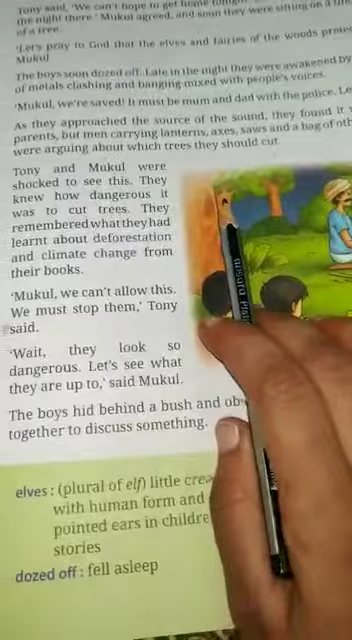 Tony said, 'We can't hope to get home
the night there.' Mukul agreed, and soon they were sitting on a
of a tree.
'Let's pray to God that the elves and fairies of the woods
Mukul
The boys soon dozed off. Late in the night they were awakened by
of metals clashing and banging mixed with people's voices.
'Mukul, we're saved! It must be mum and dad with the police.
As they approached the source of the sound, they found it
parents, but men carrying lanterns, axes, saws and a bag of
were arguing about which trees they should cut
Tony and Mukul were
shocked to see this. They
knew how dangerous it
was to cut trees. They
remembered what they had
learnt about deforestation
and climate change from
their books.
'Mukul, we can't allow this.
We must stop them,' Tony
said.
'Wait, they look so
dangerous. Let's see what
they are up to,' said Mukul.
The boys hid behind a bush and
together to discuss something.
elves : (plural of elf) little
with human form and
pointed ears in
stories
dozed off : fell asleep
apsara